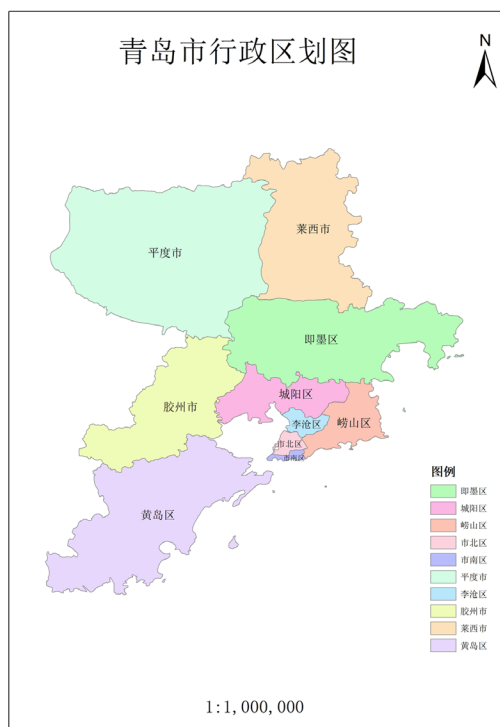 青岛市行政区划图
N
莱西市
平度市
即墨区
城阳区
胶州市
李沧区
崂山区
市北区
市南区
黄岛区
图例
即墨区
城阳区
崂山区
市北区
市南区
平度市
李沧区
胶州市
莱西市
黄岛区
1:1,000,000